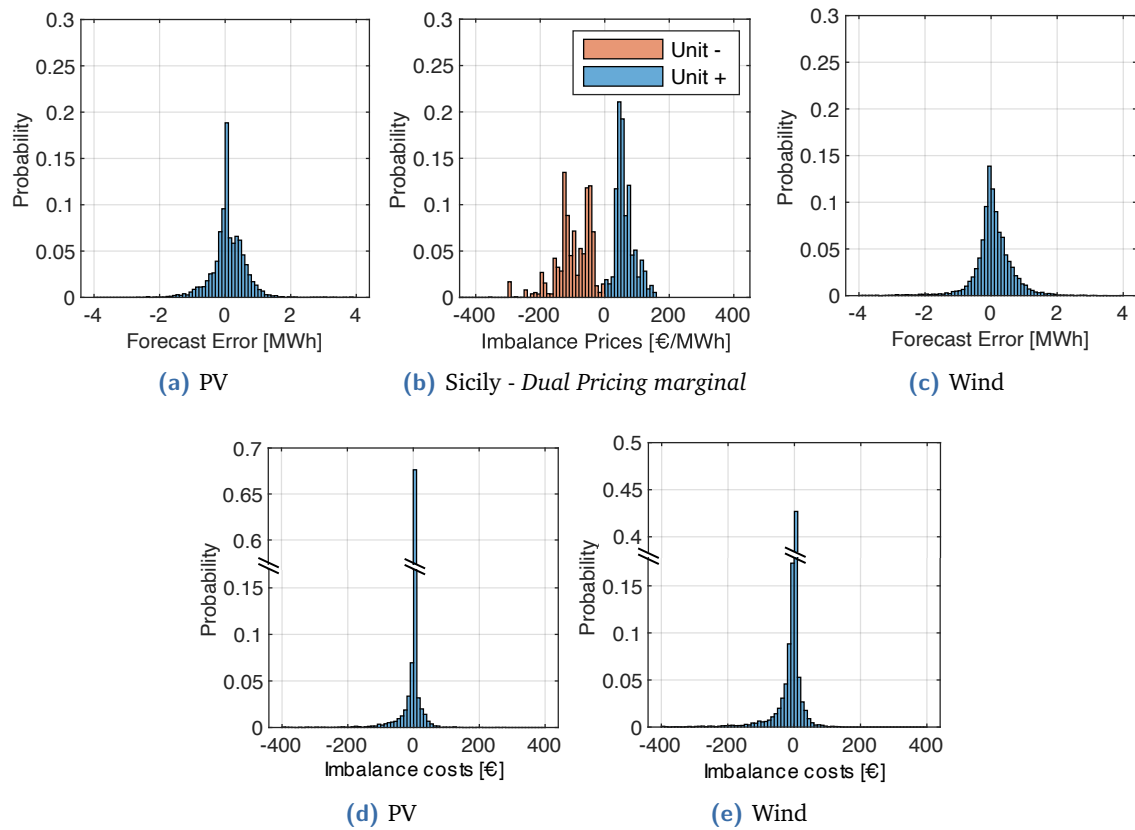 0.3
0.25
0.2
0.15
0.1
0.05
0
-4 -2 0 2 4
Probability
Forecast Error [MWh]
(a) PV
0.3
0.25
0.2
0.15
0.1
0.05
0
-400 -200 0 200 400
Probability
Imbalance Prices [€/MWh]
Unit -
Unit +
(b) Sicily - Dual Pricing marginal
0.3
0.25
0.2
0.15
0.1
0.05
0
-4 -2 0 2 4
Probability
Forecast Error [MWh]
(c) Wind
0.7
0.65
0.6
0.15
0.1
0.05
0
-400 -200 0 200 400
Probability
Imbalance costs [€]
(d) PV
0.5
0.45
0.4
0.15
0.1
0.05
0
-400 -200 0 200 400
Probability
Imbalance costs [€]
(e) Wind